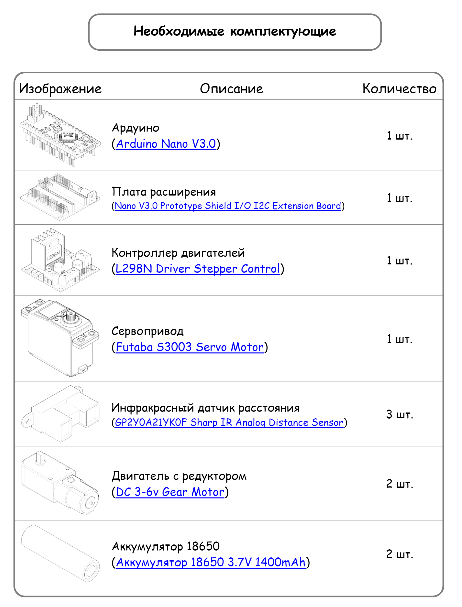 Необходимые комплектующие
Изображение Описание Количество
Ардуино
(Arduino Nano V3.0)
1 шт.
Плата расширения
(Nano V3.0 Prototype Shield I/O I2C Extension Board)
1 шт.
Контроллер двигателей
(L298N Driver Stepper Control)
1 шт.
Сервопривод
(Futaba S3003 Servo Motor)
1 шт.
Инфракрасный датчик расстояния
(GP2Y0A21YK0F Sharp IR Analog Distance Sensor)
3 шт.
Двигатель с редуктором
(DC 3-6v Gear Motor)
2 шт.
Аккумулятор 18650
(Аккумулятор 18650 3.7V 1400mAh)
2 шт.